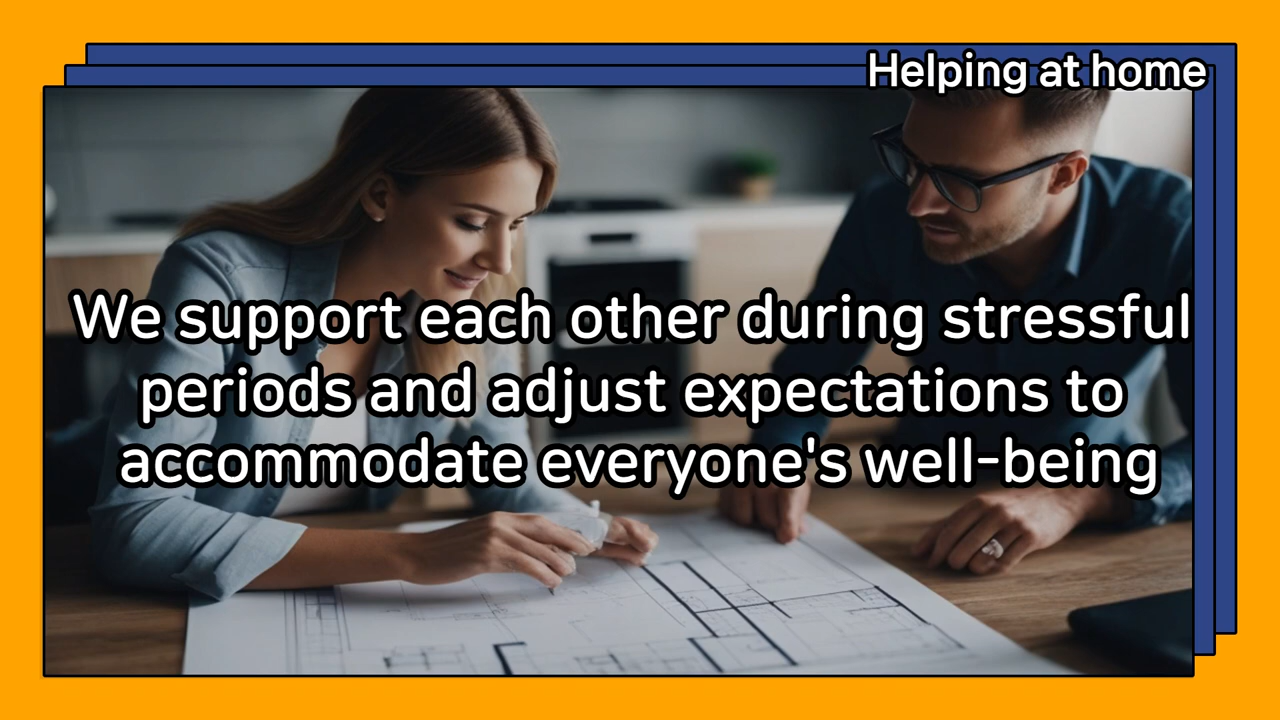 Helping at home
We support each other during stressful
periods and adjust expectations to
accommodate everyone's well-being